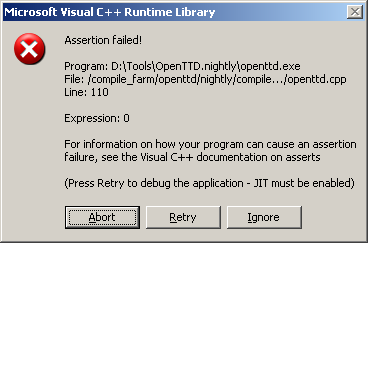 Microsoft Visual C++ Runtime Library
Assertion failed!
Program: D:\Tools\OpenTTD.nightly\openttd.exe
File: /compile_farm/openttd/nightly/compile.../openttd.cpp
Line: 110
Expression: 0
For information on how your program can cause an assertion
failure, see the Visual C++ documentation on asserts
(Press Retry to debug the application - JIT must be enabled)
Abort Retry Ignore